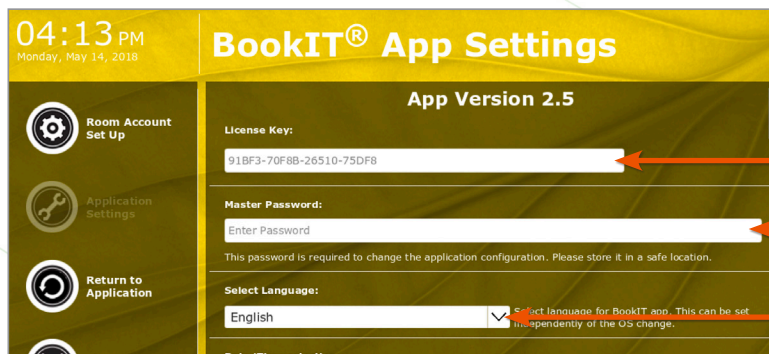 04:13 PM
Monday, May 14, 2018
BookIT® App Settings
Room Account
Set Up
Application
Settings
Return to
Application
App Version 2.5
License Key:
91BF3-70F8B-26510-75DF8
Master Password:
Enter Password
This password is required to change the application configuration. Please store it in a safe location.
Select Language:
English
Select language for BookIT app. This can be set
independently of the OS change.